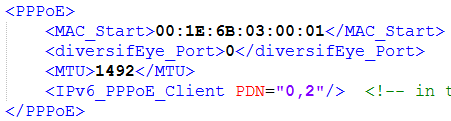 <PPPoE>
<MAC_Start>00:1E:6B:03:00:01</MAC_Start>
<diversifEye_Port>0</diversifEye_Port>
<MTU>1492</MTU>
<IPv6_PPPoE_Client PDN="0,2"/> <!-- in t
</PPPoE>